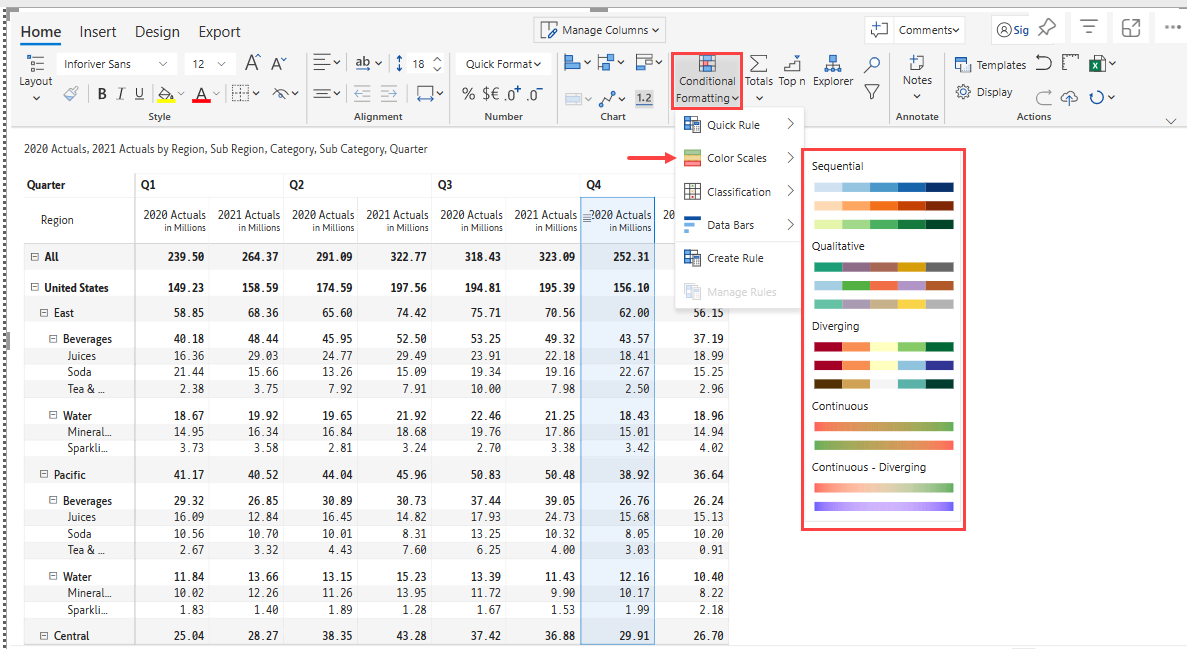 Home Insert Design Export Manage Columns Comments Sig
Layout Inforiver Sans 12 A A ab 18 Quick Format Conditional Formatting Totals Top n Explorer Notes Templates
B I U A % $€ .0 .0 1.2 Display
Style Alignment Number Chart Annotate Actions
Quick Rule
Color Scales
Classification
Data Bars
Create Rule
Manage Rules
Sequential
Qualitative
Diverging
Continuous
Continuous - Diverging
2020 Actuals, 2021 Actuals by Region, Sub Region, Category, Sub Category, Quarter
Quarter Q1 Q2 Q3 Q4
Region 2020 Actuals 2021 Actuals 2020 Actuals 2021 Actuals 2020 Actuals 2021 Actuals 2020 Actuals 20
in Millions in Millions in Millions in Millions in Millions in Millions in Millions
All 239.50 264.37 291.09 322.77 318.43 323.09 252.31
United States 149.23 158.59 174.59 197.56 194.81 195.39 156.10
East 58.85 68.36 65.60 74.42 75.71 70.56 62.00 56.15
Beverages 40.18 48.44 45.95 52.50 53.25 49.32 43.57 37.19
Juices 16.36 29.03 24.77 29.49 23.91 22.18 18.41 18.99
Soda 21.44 15.66 13.26 15.09 19.34 19.16 22.67 15.25
Tea & ... 2.38 3.75 7.92 7.91 10.00 7.98 2.50 2.96
Water 18.67 19.92 19.65 21.92 22.46 21.25 18.43 18.96
Mineral... 14.95 16.34 16.84 18.68 19.76 17.86 15.01 14.94
Sparkli... 3.73 3.58 2.81 3.24 2.70 3.38 3.42 4.02
Pacific 41.17 40.52 44.04 45.96 50.83 50.48 38.92 36.64
Beverages 29.32 26.85 30.89 30.73 37.44 39.05 26.76 26.24
Juices 16.09 12.84 16.45 14.82 17.93 24.73 15.68 15.13
Soda 10.56 10.70 10.01 8.31 13.25 10.32 8.05 10.20
Tea & ... 2.67 3.32 4.43 7.60 6.25 4.00 3.03 0.91
Water 11.84 13.66 13.15 15.23 13.39 11.43 12.16 10.40
Mineral... 10.02 12.26 11.26 13.95 11.72 9.90 10.17 8.22
Sparkli... 1.83 1.40 1.89 1.28 1.67 1.53 1.99 2.18
Central 25.04 28.27 38.35 43.28 37.42 36.88 29.91 26.70